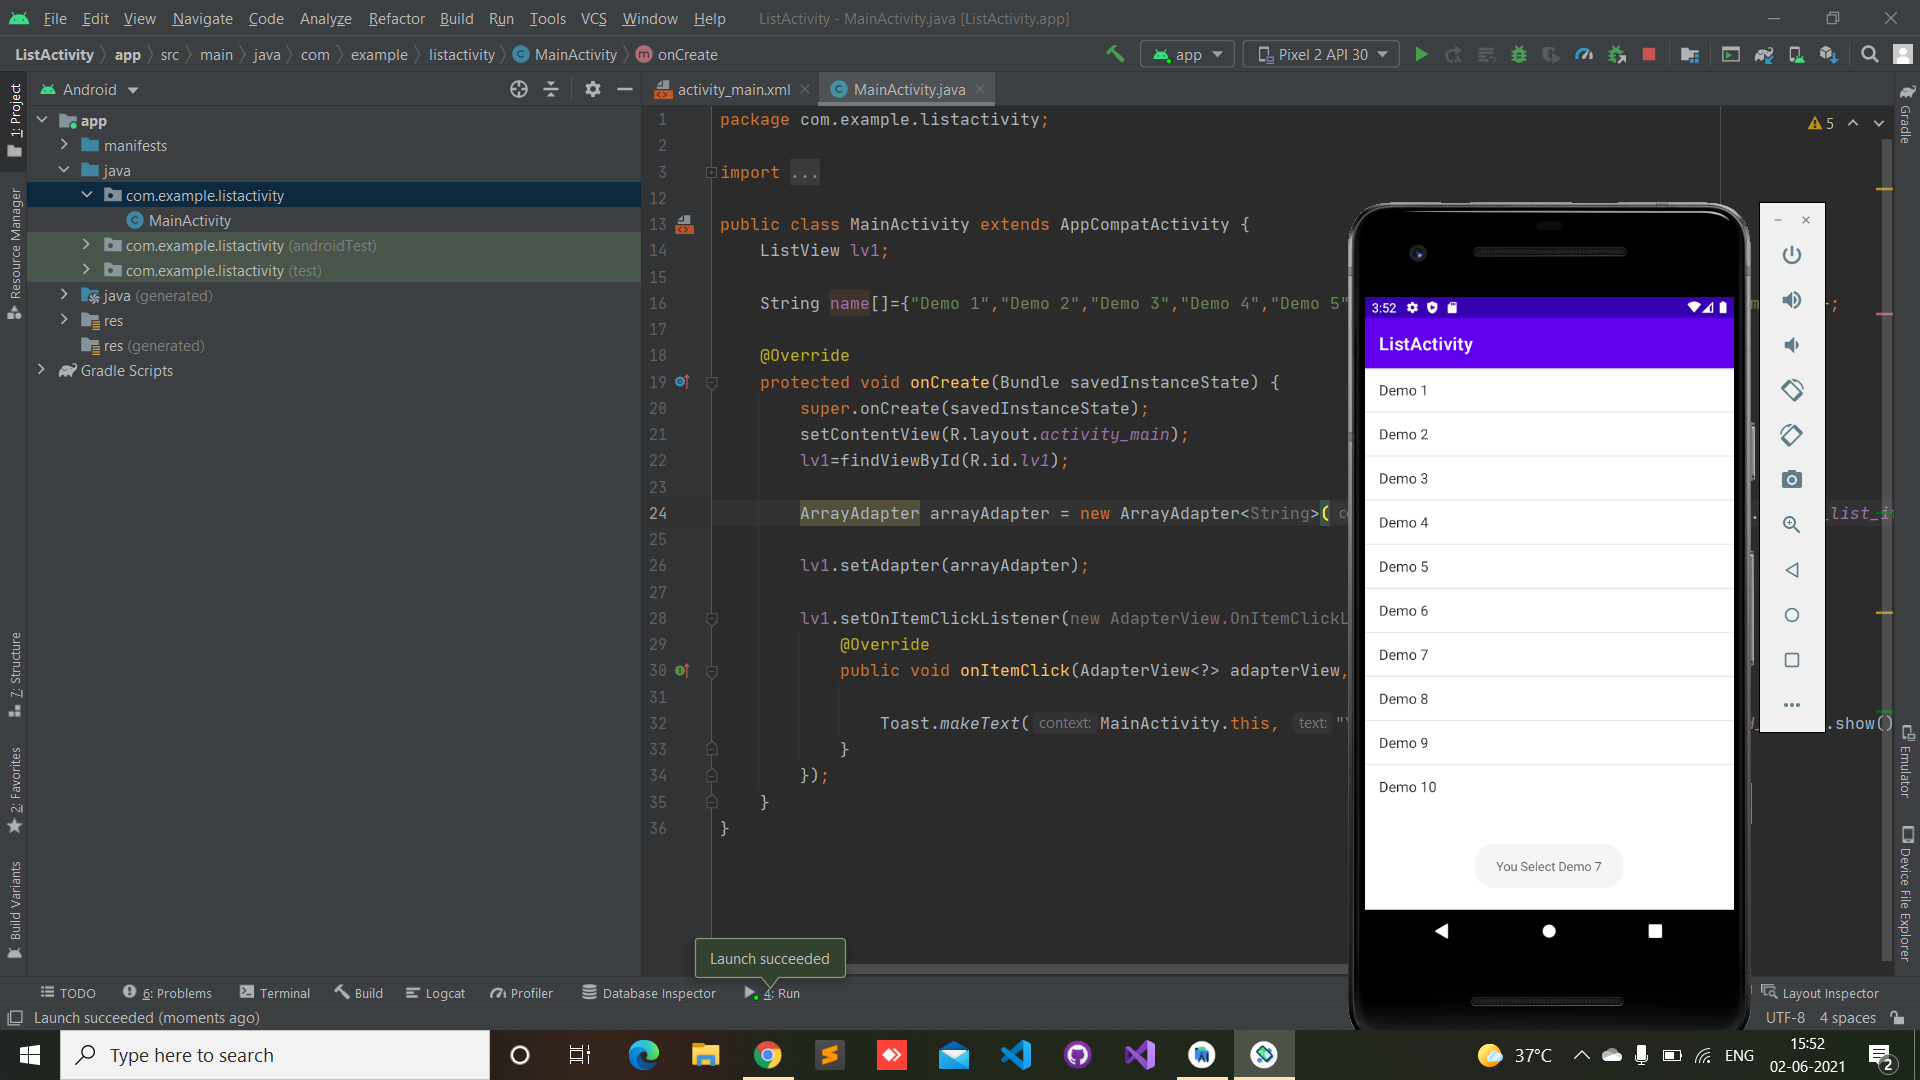 File Edit View Navigate Code Analyze Refactor Build Run Tools VCS Window Help ListActivity - MainActivity.java [ListActivity.app]
ListActivity app src main java com example listactivity MainActivity onCreate app Pixel 2 API 30
Android
activity_main.xml
MainActivity.java
1: Project
Resource Manager
7: Structure
2: Favorites
Build Variants
app
manifests
java
com.example.listactivity
MainActivity
com.example.listactivity (androidTest)
com.example.listactivity (test)
java (generated)
res
res (generated)
Gradle Scripts
5
1 package com.example.listactivity;
2
3 import ...
12
13 public class MainActivity extends AppCompatActivity {
14 ListView lv1;
15
16 String name[]={"Demo 1","Demo 2","Demo 3","Demo 4","Demo 5"
17
18 @Override
19 protected void onCreate(Bundle savedInstanceState) {
20 super.onCreate(savedInstanceState);
21 setContentView(R.layout.activity_main);
22 lv1=findViewById(R.id.lv1);
23
24 ArrayAdapter arrayAdapter = new ArrayAdapter<String>(
25
26 lv1.setAdapter(arrayAdapter);
27
28 lv1.setOnItemClickListener(new AdapterView.OnItemClickL
29 @Override
30 public void onItemClick(AdapterView<?> adapterView,
31
32 Toast.makeText( context: MainActivity.this, text: "Y .show()
33 }
34 });
35 }
36 }
3:52
ListActivity
Demo 1
Demo 2
Demo 3
Demo 4
Demo 5
Demo 6
Demo 7
Demo 8
Demo 9
Demo 10
You Select Demo 7
Gradle
Emulator
Device File Explorer
Launch succeeded
TODO 6: Problems Terminal Build Logcat Profiler Database Inspector 4: Run Layout Inspector
Launch succeeded (moments ago) UTF-8 4 spaces
Type here to search
37°C ENG
15:52
02-06-2021
2